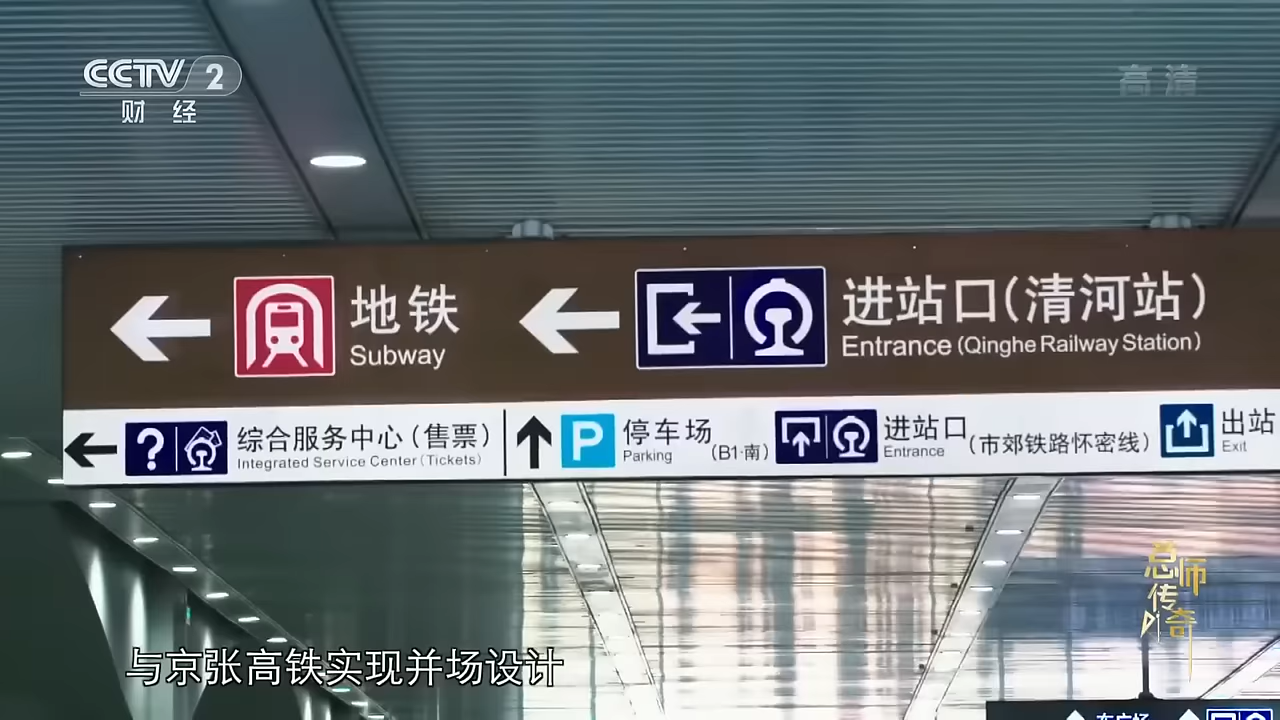 CCTV 2
财经
高清
地铁
Subway
进站口(清河站)
Entrance (Qinghe Railway Station)
综合服务中心(售票)
Integrated Service Center (Tickets)
P
停车场(B1·南)
Parking
进站口(市郊铁路怀密线)
Entrance
出站
Exit
总师传奇
与京张高铁实现并场设计